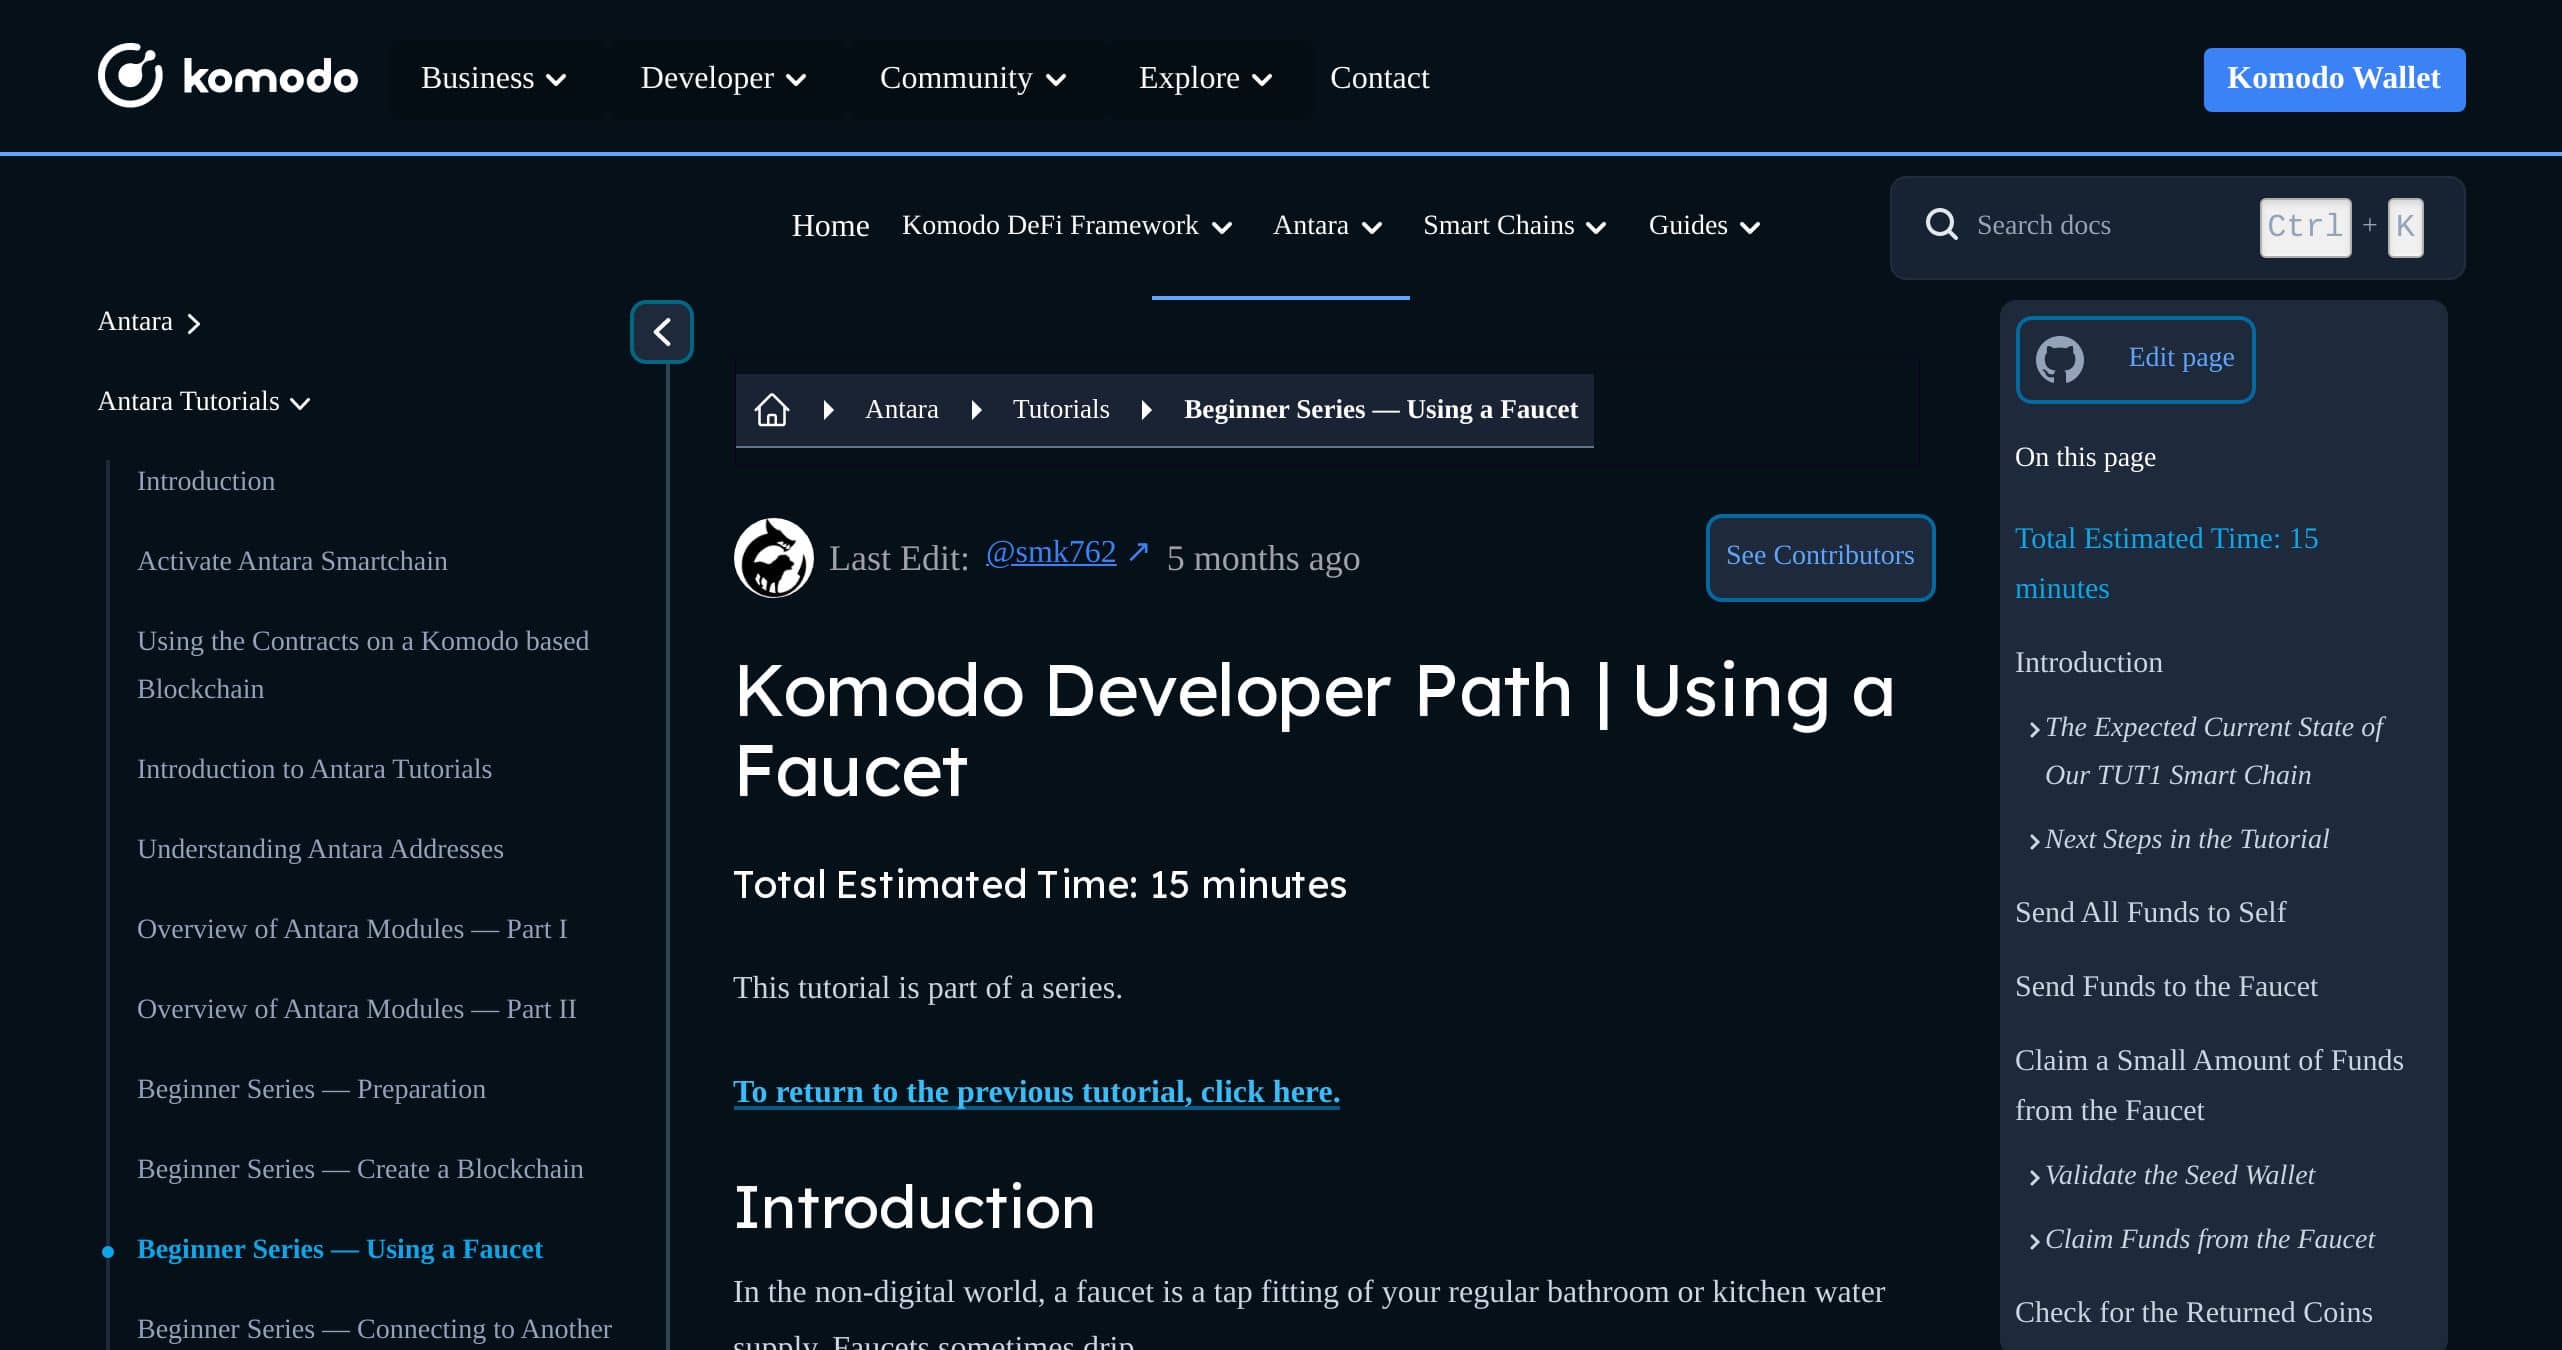 komodo Business Developer Community Explore Contact Komodo Wallet
Home Komodo DeFi Framework Antara Smart Chains Guides Search docs Ctrl + K
Antara
Antara Tutorials
Introduction
Activate Antara Smartchain
Using the Contracts on a Komodo based
Blockchain
Introduction to Antara Tutorials
Understanding Antara Addresses
Overview of Antara Modules — Part I
Overview of Antara Modules — Part II
Beginner Series — Preparation
Beginner Series — Create a Blockchain
Beginner Series — Using a Faucet
Beginner Series — Connecting to Another
Antara Tutorials Beginner Series — Using a Faucet
Last Edit: @smk762 ↗ 5 months ago See Contributors
Komodo Developer Path | Using a
Faucet
Total Estimated Time: 15 minutes
This tutorial is part of a series.
To return to the previous tutorial, click here.
Introduction
In the non-digital world, a faucet is a tap fitting of your regular bathroom or kitchen water
supply. Faucets sometimes drip
Edit page
On this page
Total Estimated Time: 15
minutes
Introduction
The Expected Current State of
Our TUT1 Smart Chain
Next Steps in the Tutorial
Send All Funds to Self
Send Funds to the Faucet
Claim a Small Amount of Funds
from the Faucet
Validate the Seed Wallet
Claim Funds from the Faucet
Check for the Returned Coins